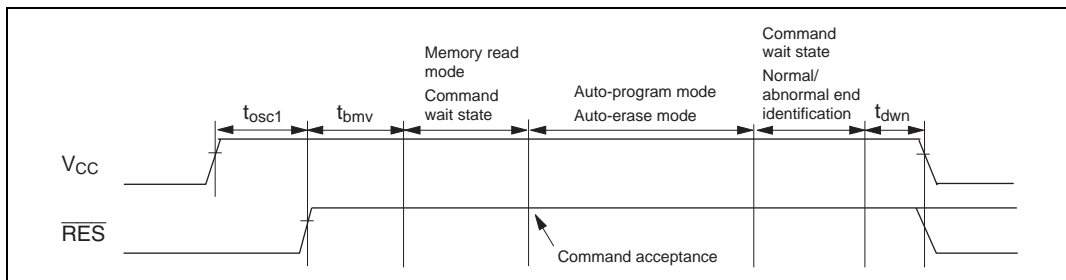 Memory read
mode
Command
wait state
Auto-program mode
Auto-erase mode
Command
wait state
Normal/
abnormal end
identification
tosc1
tbmv
tdwn
VCC
RES
Command acceptance